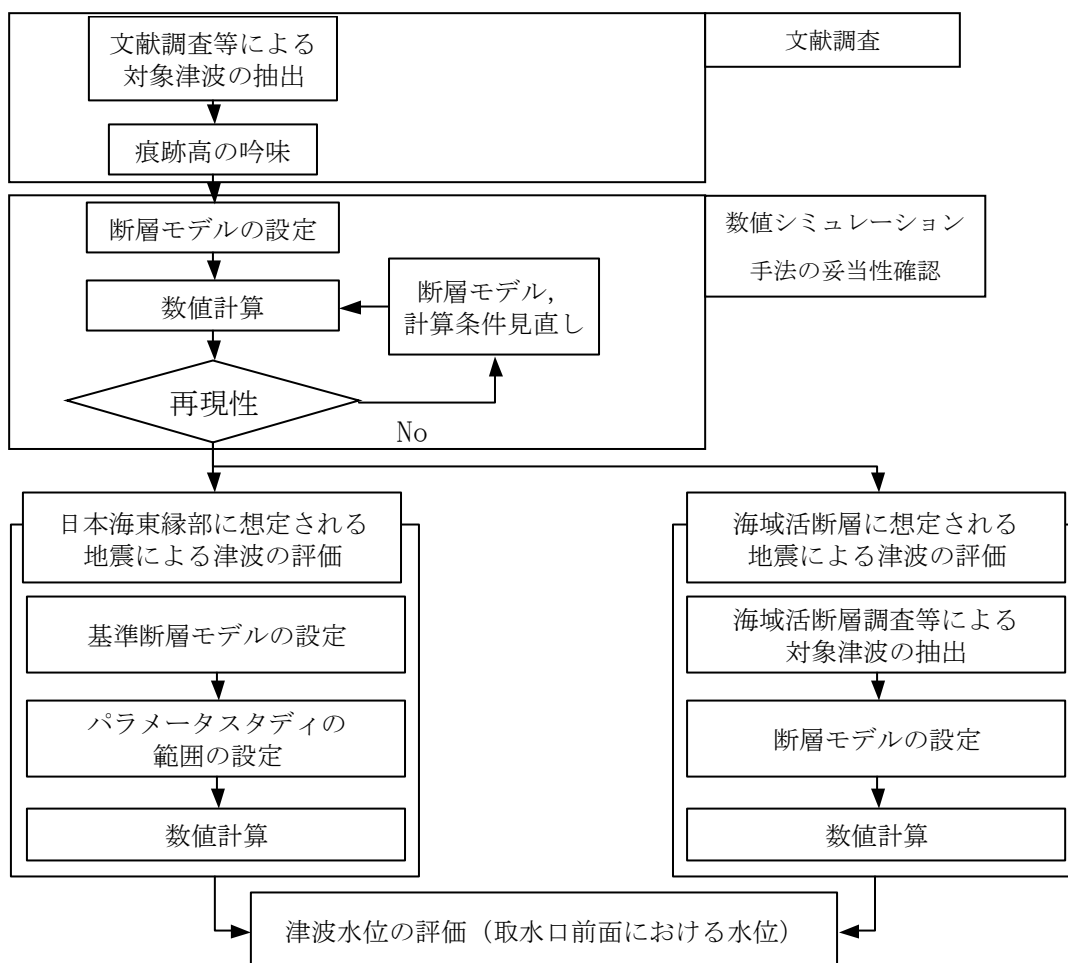 文献調査等による
対象津波の抽出
文献調査
痕跡高の吟味
断層モデルの設定
数値シミュレーション
手法の妥当性確認
数値計算
断層モデル,
計算条件見直し
再現性
No
日本海東縁部に想定される
地震による津波の評価
基準断層モデルの設定
パラメータスタディの
範囲の設定
数値計算
海域活断層に想定される
地震による津波の評価
海域活断層調査等による
対象津波の抽出
断層モデルの設定
数値計算
津波水位の評価（取水口前面における水位）